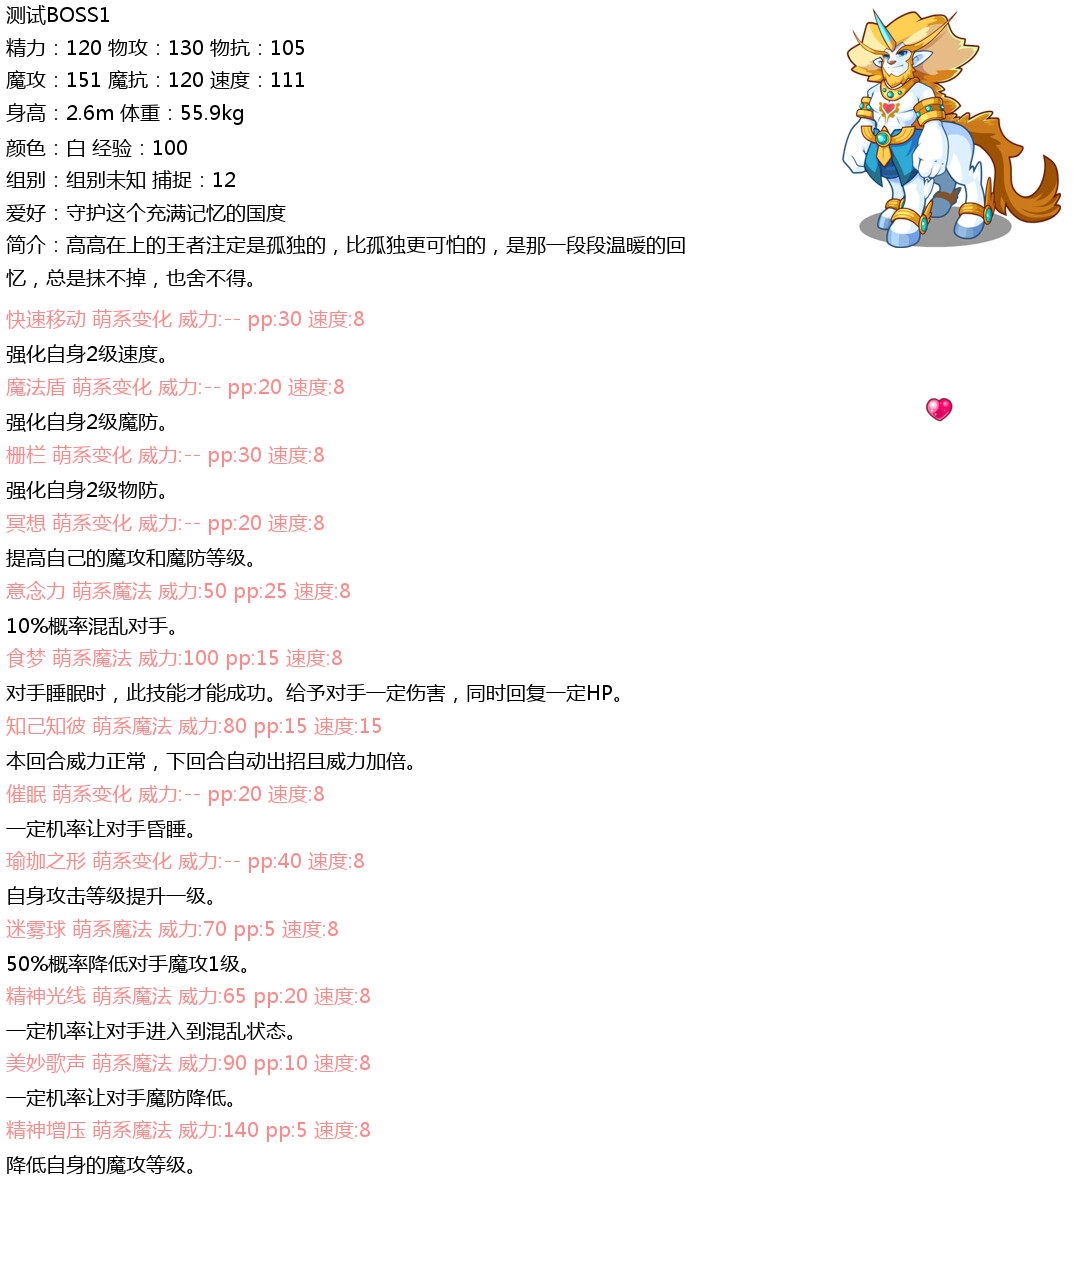 测试BOSS1
精力：120 物攻：130 物抗：105
魔攻：151 魔抗：120 速度：111
身高：2.6m 体重：55.9kg
颜色：白 经验：100
组别：组别未知 捕捉：12
爱好：守护这个充满记忆的国度
简介：高高在上的王者注定是孤独的，比孤独更可怕的，是那一段段温暖的回
忆，总是抹不掉，也舍不得。
快速移动 萌系变化 威力:-- pp:30 速度:8
强化自身2级速度。
魔法盾 萌系变化 威力:-- pp:20 速度:8
强化自身2级魔防。
栅栏 萌系变化 威力:-- pp:30 速度:8
强化自身2级物防。
冥想 萌系变化 威力:-- pp:20 速度:8
提高自己的魔攻和魔防等级。
意念力 萌系魔法 威力:50 pp:25 速度:8
10%概率混乱对手。
食梦 萌系魔法 威力:100 pp:15 速度:8
对手睡眠时，此技能才能成功。给予对手一定伤害，同时回复一定HP。
知己知彼 萌系魔法 威力:80 pp:15 速度:15
本回合威力正常，下回合自动出招且威力加倍。
催眠 萌系变化 威力:-- pp:20 速度:8
一定机率让对手昏睡。
瑜珈之形 萌系变化 威力:-- pp:40 速度:8
自身攻击等级提升一级。
迷雾球 萌系魔法 威力:70 pp:5 速度:8
50%概率降低对手魔攻1级。
精神光线 萌系魔法 威力:65 pp:20 速度:8
一定机率让对手进入到混乱状态。
美妙歌声 萌系魔法 威力:90 pp:10 速度:8
一定机率让对手魔防降低。
精神增压 萌系魔法 威力:140 pp:5 速度:8
降低自身的魔攻等级。